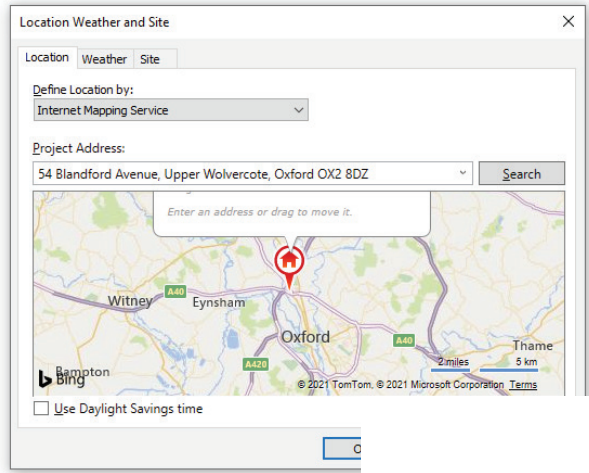 Location Weather and Site
Location Weather Site
Define Location by:
Internet Mapping Service
Project Address:
54 Blandford Avenue, Upper Wolvercote, Oxford OX2 8DZ
Search
Enter an address or drag to move it.
A40
Witney
Eynsham
Oxford
A40
Thame
A420
2 miles 5 km
Bampton
Bing
© 2021 TomTom, © 2021 Microsoft Corporation Terms
Use Daylight Savings time